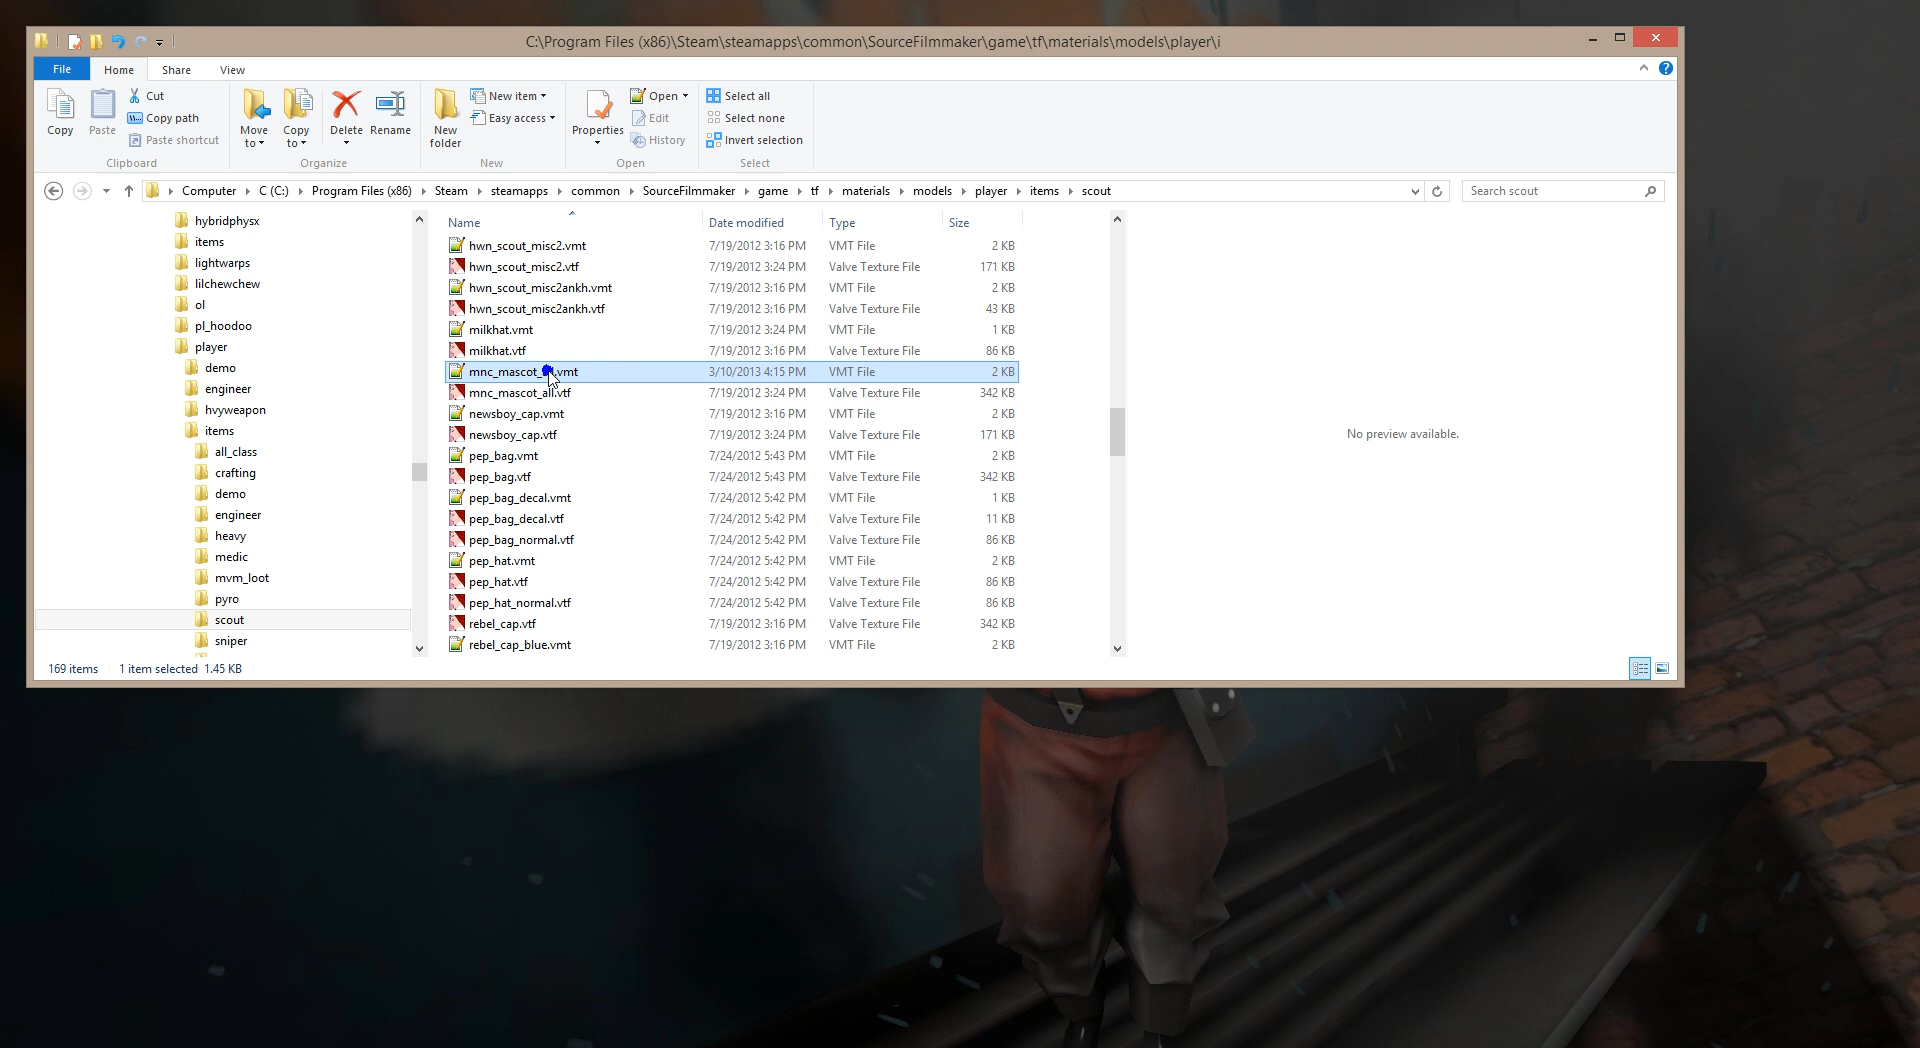 C:\Program Files (x86)\Steam\steamapps\common\SourceFilmmaker\game\tf\materials\models\player\i
File Home Share View
Copy
Paste
Cut
Copy path
Paste shortcut
Clipboard
Move to
Copy to
Delete
Rename
Organize
New folder
New item
Easy access
New
Properties
Open
Edit
History
Open
Select all
Select none
Invert selection
Select
Computer C (C:) Program Files (x86) Steam steamapps common SourceFilmmaker game tf materials models player items scout
Search scout
hybridphysx
items
lightwarps
lilchewchew
ol
pl_hoodoo
player
demo
engineer
hvyweapon
items
all_class
crafting
demo
engineer
heavy
medic
mvm_loot
pyro
scout
sniper
Name Date modified Type Size
hwn_scout_misc2.vmt 7/19/2012 3:16 PM VMT File 2 KB
hwn_scout_misc2.vtf 7/19/2012 3:24 PM Valve Texture File 171 KB
hwn_scout_misc2ankh.vmt 7/19/2012 3:16 PM VMT File 2 KB
hwn_scout_misc2ankh.vtf 7/19/2012 3:16 PM Valve Texture File 43 KB
milkhat.vmt 7/19/2012 3:24 PM VMT File 1 KB
milkhat.vtf 7/19/2012 3:16 PM Valve Texture File 86 KB
3/10/2013 4:15 PM VMT File 2 KB
mnc_mascot_all.vtf 7/19/2012 3:24 PM Valve Texture File 342 KB
newsboy_cap.vmt 7/19/2012 3:16 PM VMT File 2 KB
newsboy_cap.vtf 7/19/2012 3:24 PM Valve Texture File 171 KB
pep_bag.vmt 7/24/2012 5:43 PM VMT File 2 KB
pep_bag.vtf 7/24/2012 5:43 PM Valve Texture File 342 KB
pep_bag_decal.vmt 7/24/2012 5:42 PM VMT File 1 KB
pep_bag_decal.vtf 7/24/2012 5:42 PM Valve Texture File 11 KB
pep_bag_normal.vtf 7/24/2012 5:42 PM Valve Texture File 86 KB
pep_hat.vmt 7/24/2012 5:42 PM VMT File 2 KB
pep_hat.vtf 7/24/2012 5:42 PM Valve Texture File 86 KB
pep_hat_normal.vtf 7/24/2012 5:42 PM Valve Texture File 86 KB
rebel_cap.vtf 7/19/2012 3:16 PM Valve Texture File 342 KB
rebel_cap_blue.vmt 7/19/2012 3:16 PM VMT File 2 KB
No preview available.
169 items 1 item selected 1.45 KB